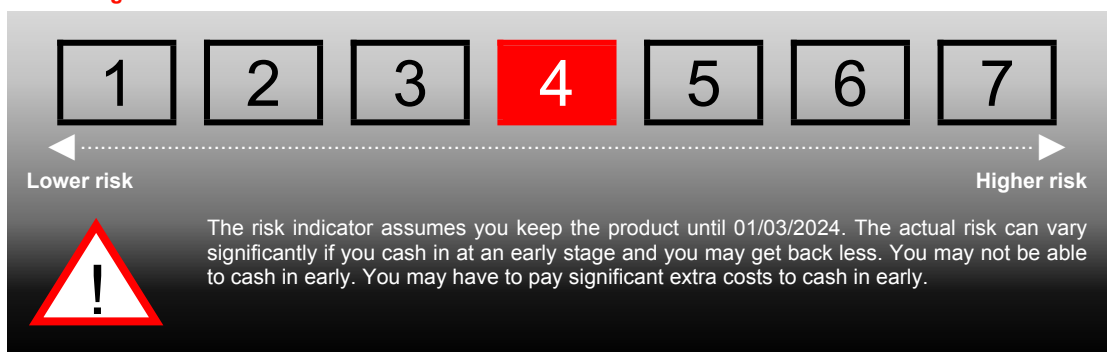 1 2 3 4 5 6 7
Lower risk Higher risk
The risk indicator assumes you keep the product until 01/03/2024. The actual risk can vary
significantly if you cash in at an early stage and you may get back less. You may not be able
to cash in early. You may have to pay significant extra costs to cash in early.
!